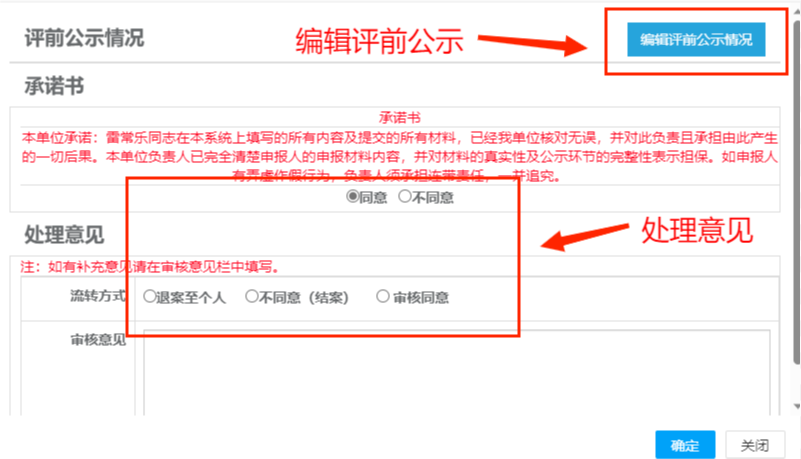 评前公示情况
编辑评前公示
编辑评前公示情况
承诺书
承诺书
本单位承诺：雷常乐同志在本系统上填写的所有内容及提交的所有材料，已经我单位核对无误，并对此负责且承担由此产生
的一切后果。本单位负责人已完全清楚申报人的申报材料内容，并对材料的真实性及公示环节的完整性表示担保。如申报人
有弄虚作假行为，负责人须承担连带责任，一并追究。
同意 不同意
处理意见
处理意见
注：如有补充意见请在审核意见栏中填写。
流转方式 退案至个人 不同意（结案） 审核同意
审核意见
确定 关闭